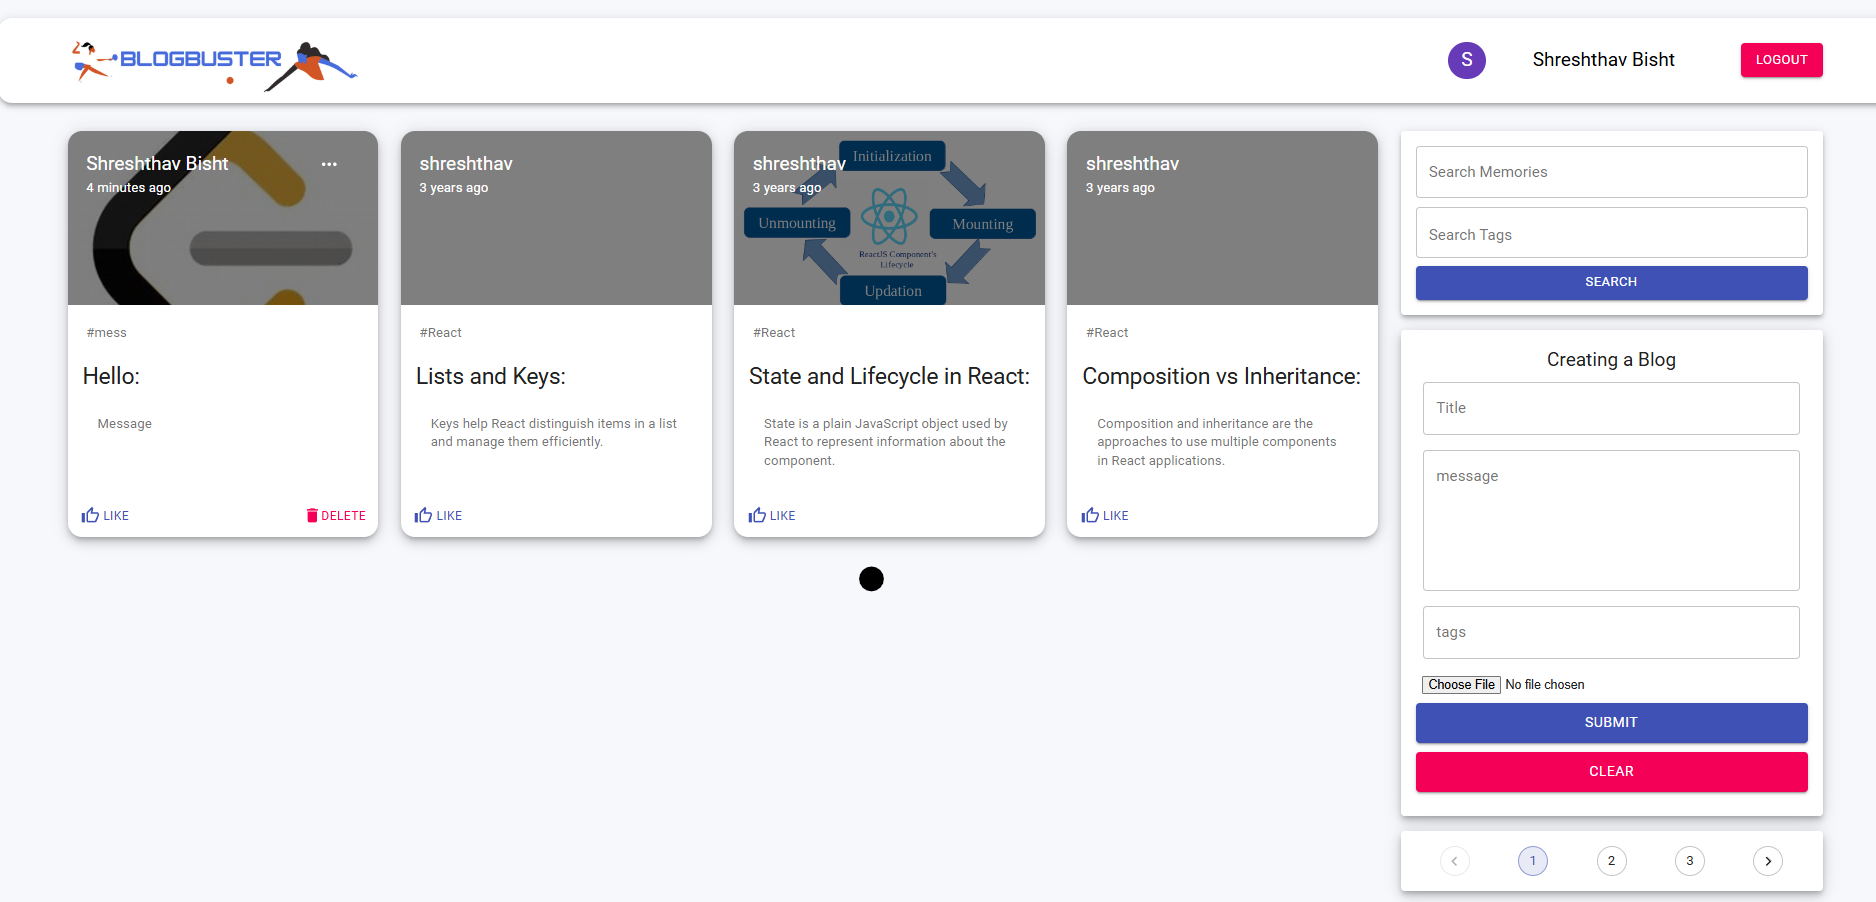 BLOGBUSTER
S
Shreshthav Bisht
LOGOUT
Shreshthav Bisht
4 minutes ago
#mess
Hello:
Message
LIKE
DELETE
shreshthav
3 years ago
#React
Lists and Keys:
Keys help React distinguish items in a list
and manage them efficiently.
LIKE
shreshthav
3 years ago
Initialization
Unmounting
Mounting
ReactJS Component's
Lifecycle
Updation
#React
State and Lifecycle in React:
State is a plain JavaScript object used by
React to represent information about the
component.
LIKE
shreshthav
3 years ago
#React
Composition vs Inheritance:
Composition and inheritance are the
approaches to use multiple components
in React applications.
LIKE
Search Memories
Search Tags
SEARCH
Creating a Blog
Title
message
tags
Choose File No file chosen
SUBMIT
CLEAR
1 2 3